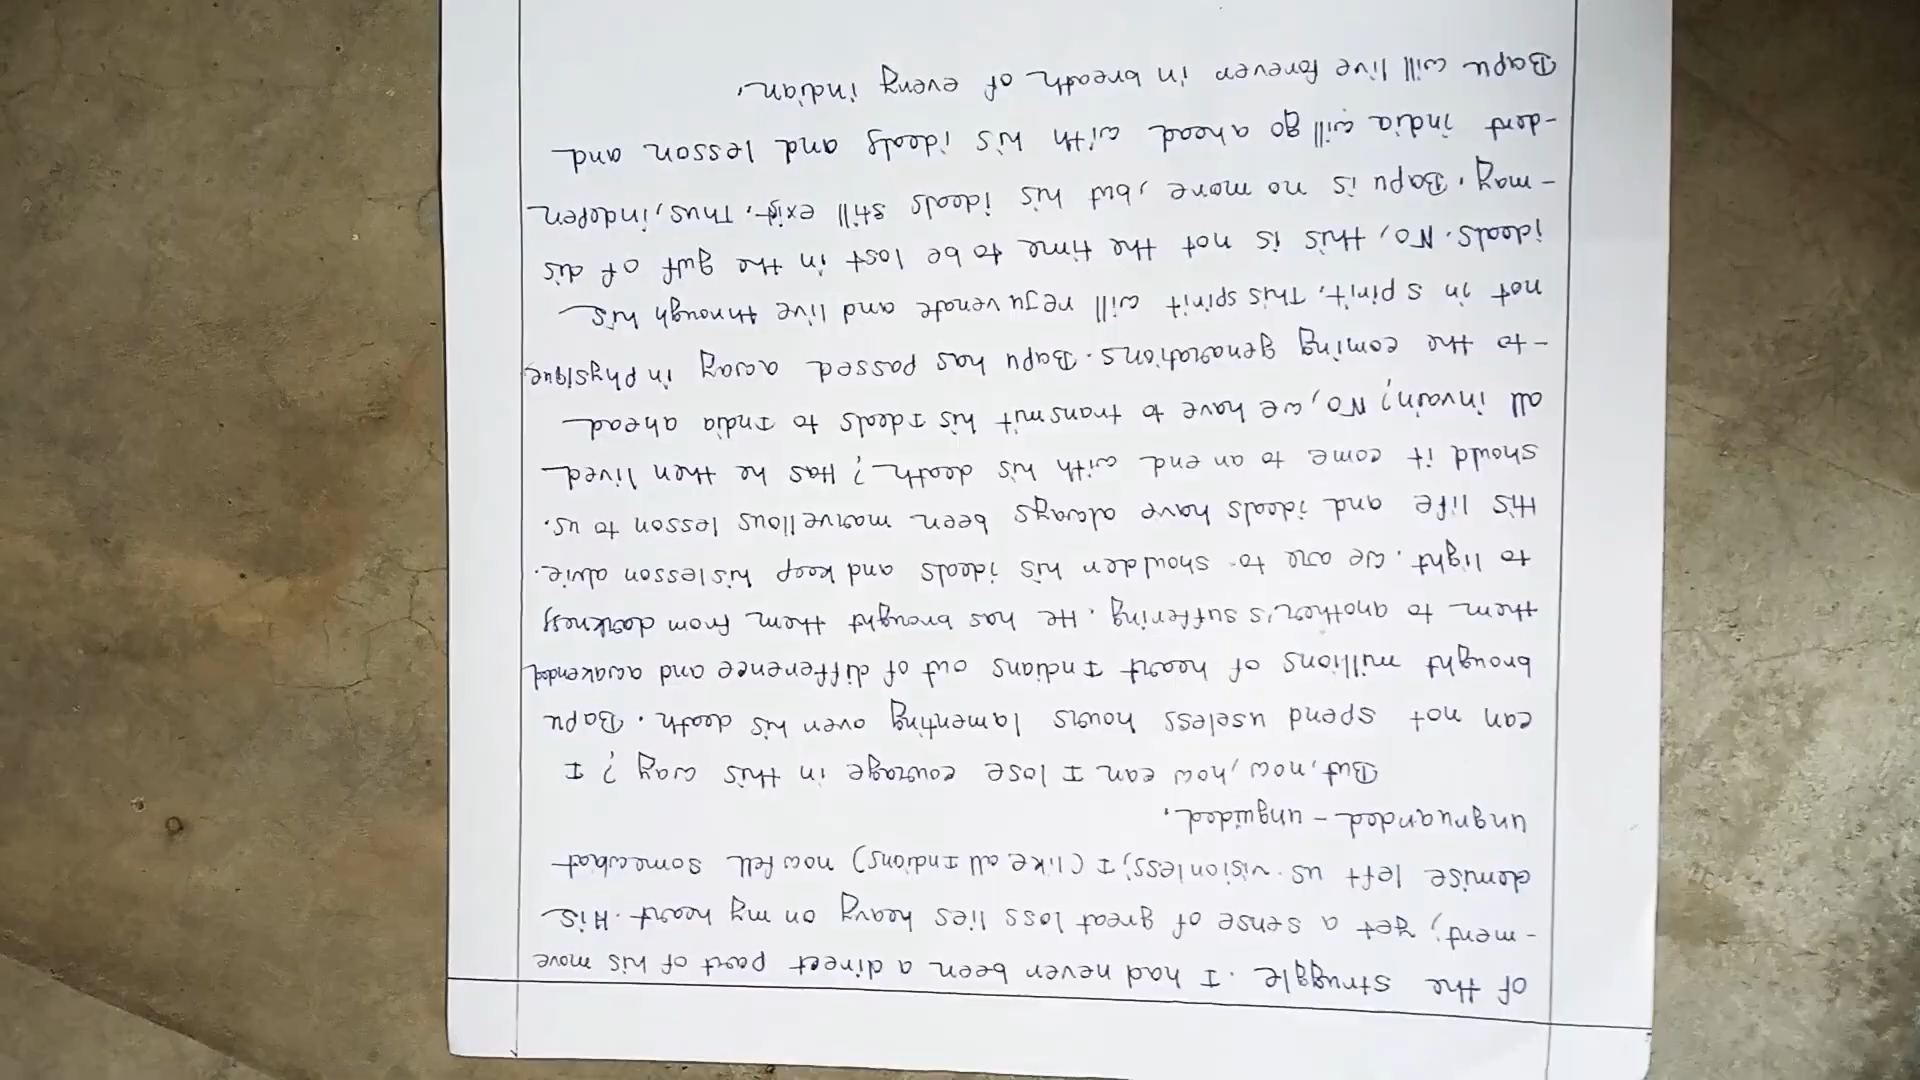 of the struggle. I had never been a direct part of his move
-ment; yet a sense of great loss lies heavy on my heart. His
demise left us visionless; I (like all Indians) now fell somewhat
ungruanded - unguided.
But, now, how can I lose courage in this way ? I
can not spend useless hours lamenting over his death. Bapu
brought millions of heart Indians out of difference and awakended
them to another's suffering. He has brought them from darkness
to light. We are to shoulder his ideals and keep his lesson alvie.
His life and ideals have always been marvellous lesson to us.
should it come to an end with his death ? Has he then lived
all invain? No, we have to transmit his Ideals to India ahead
-to the coming generations. Bapu has passed away in physique
not in spirit. This spirit will rejuvenate and live through his
ideals. No, this is not the time to be lost in the gulf of dis
-may. Bapu is no more, but his ideals still exist. Thus, indepen
-dent india will go ahead with his ideals and lesson and
Bapu will live forever in breath of every indian.